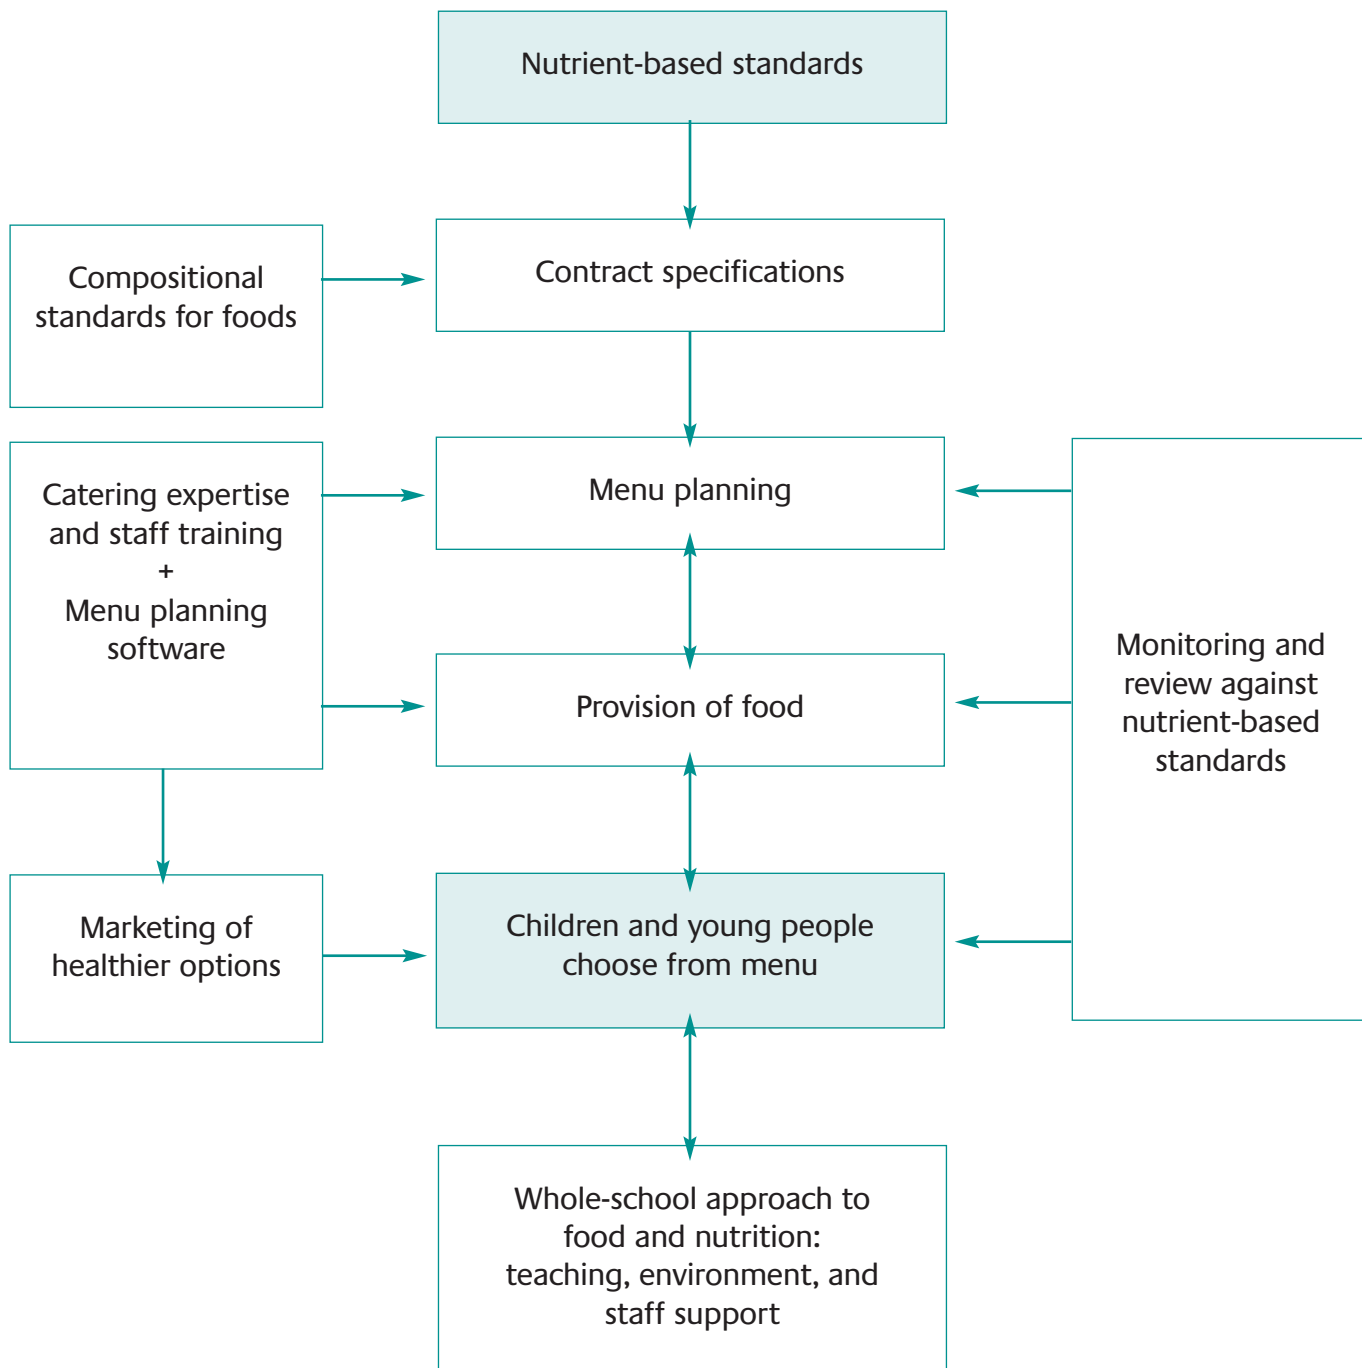 Nutrient-based standards
Compositional
standards for foods
Contract specifications
Catering expertise
and staff training
+
Menu planning
software
Menu planning
Provision of food
Monitoring and
review against
nutrient-based
standards
Marketing of
healthier options
Children and young people
choose from menu
Whole-school approach to
food and nutrition:
teaching, environment, and
staff support